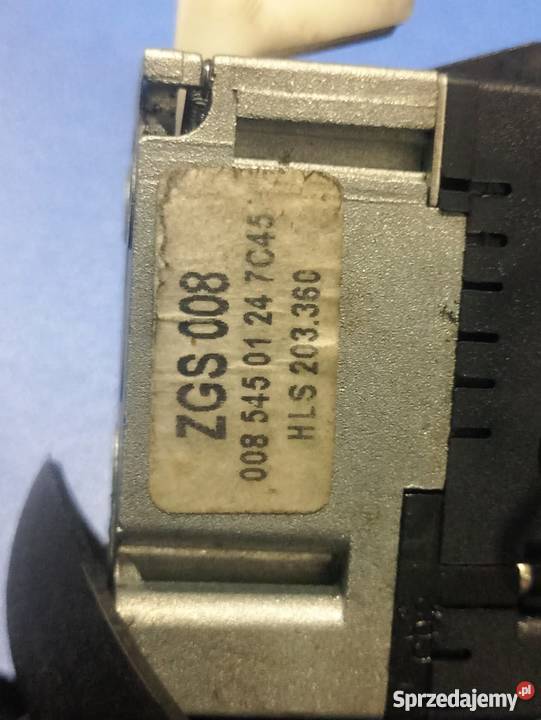 ZGS 008
008 545 01 24 7C45
HLS 203.360
Sprzedajemy.pl